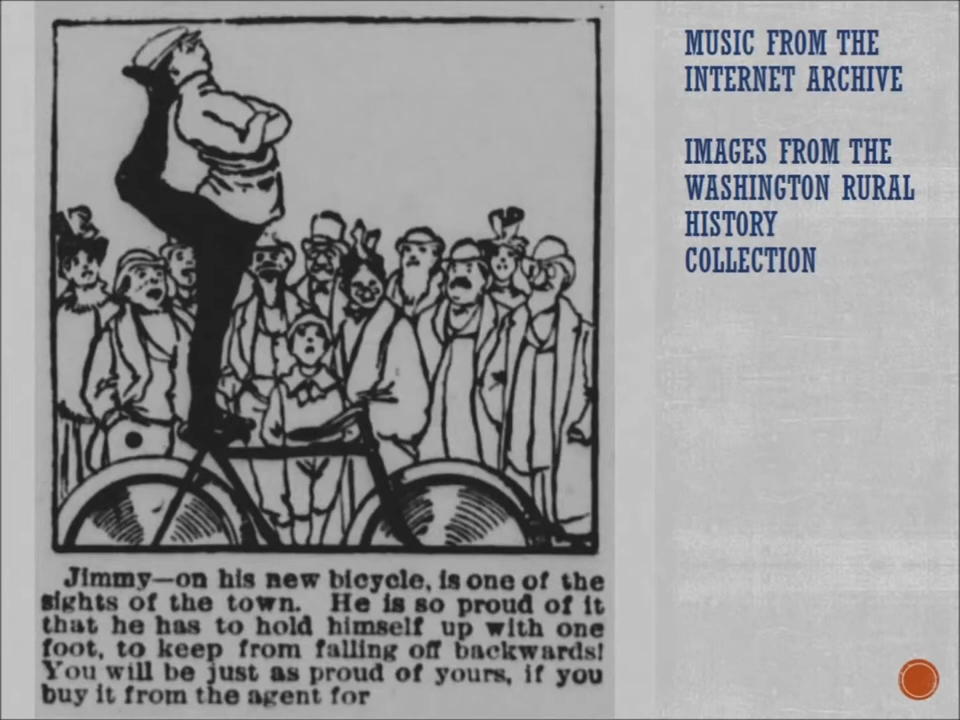 Jimmy—on his new bicycle, is one of the
sights of the town. He is so proud of it
that he has to hold himself up with one
foot, to keep from falling off backwards!
You will be just as proud of yours, if you
buy it from the agent for
MUSIC FROM THE
INTERNET ARCHIVE
IMAGES FROM THE
WASHINGTON RURAL
HISTORY
COLLECTION